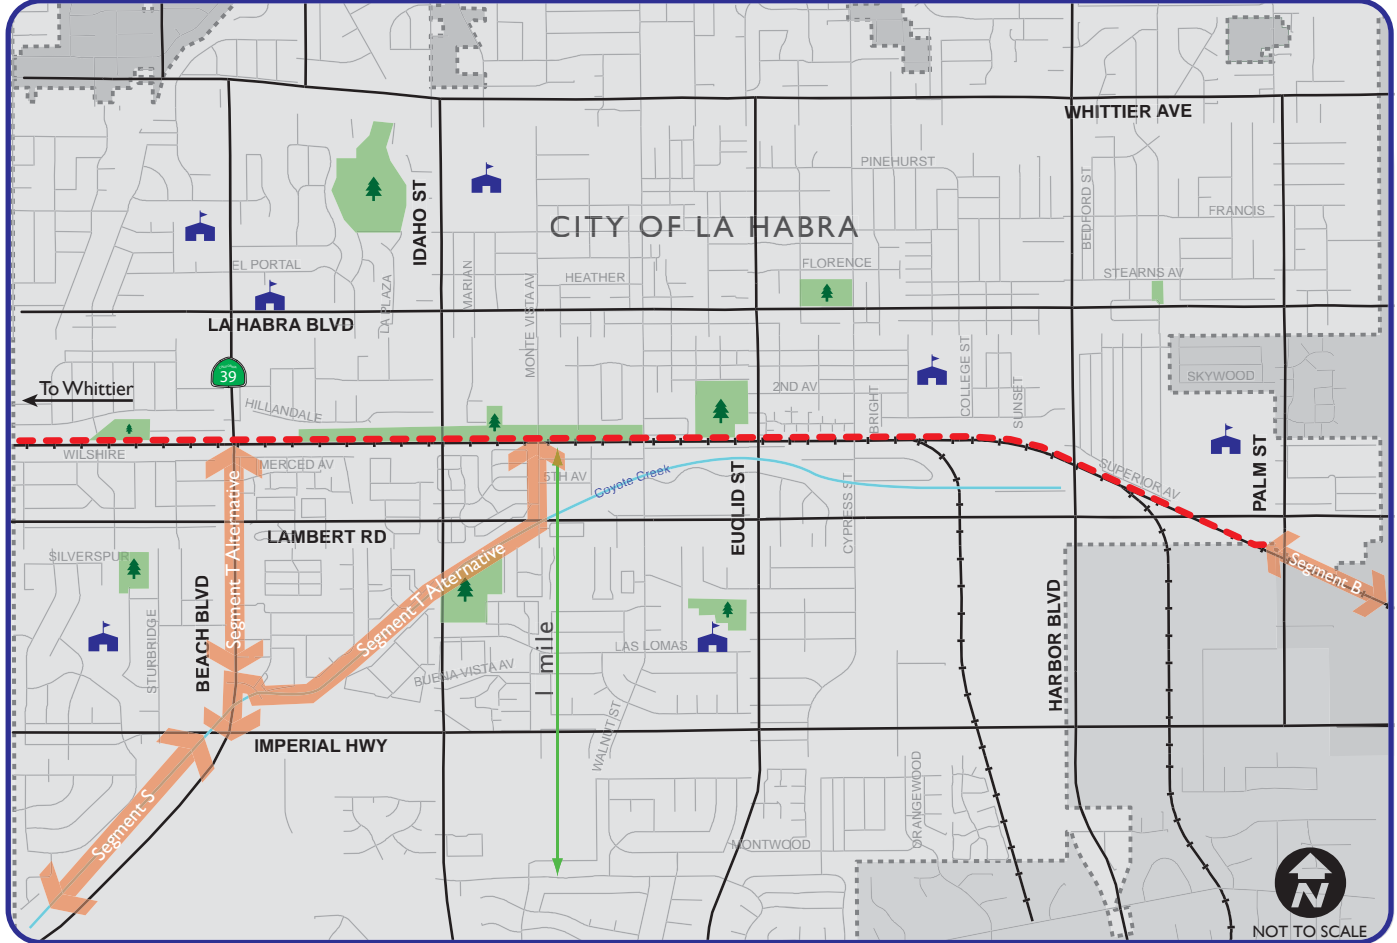 WHITTIER AVE
PINEHURST
IDAHO ST
BEDFORD ST
FRANCIS
CITY OF LA HABRA
EL PORTAL
LA PLAZA
MARIAN
MONTE VISTA AV
HEATHER
FLORENCE
STEARNS AV
LA HABRA BLVD
39
To Whittier
HILLANDALE
2ND AV
BRIGHT
COLLEGE ST
SUNSET
SKYWOOD
WILSHIRE
MERCED AV
5TH AV
Coyote Creek
EUCLID ST
CYPRESS ST
SUPERIOR AV
PALM ST
LAMBERT RD
SILVERSPUR
STURBRIDGE
BEACH BLVD
Segment T Alternative
Segment T Alternative
Segment B
1 mile
LAS LOMAS
BUENA VISTA AV
WALNUT ST
HARBOR BLVD
IMPERIAL HWY
Segment S
MONTWOOD
ORANGEWOOD
N
NOT TO SCALE